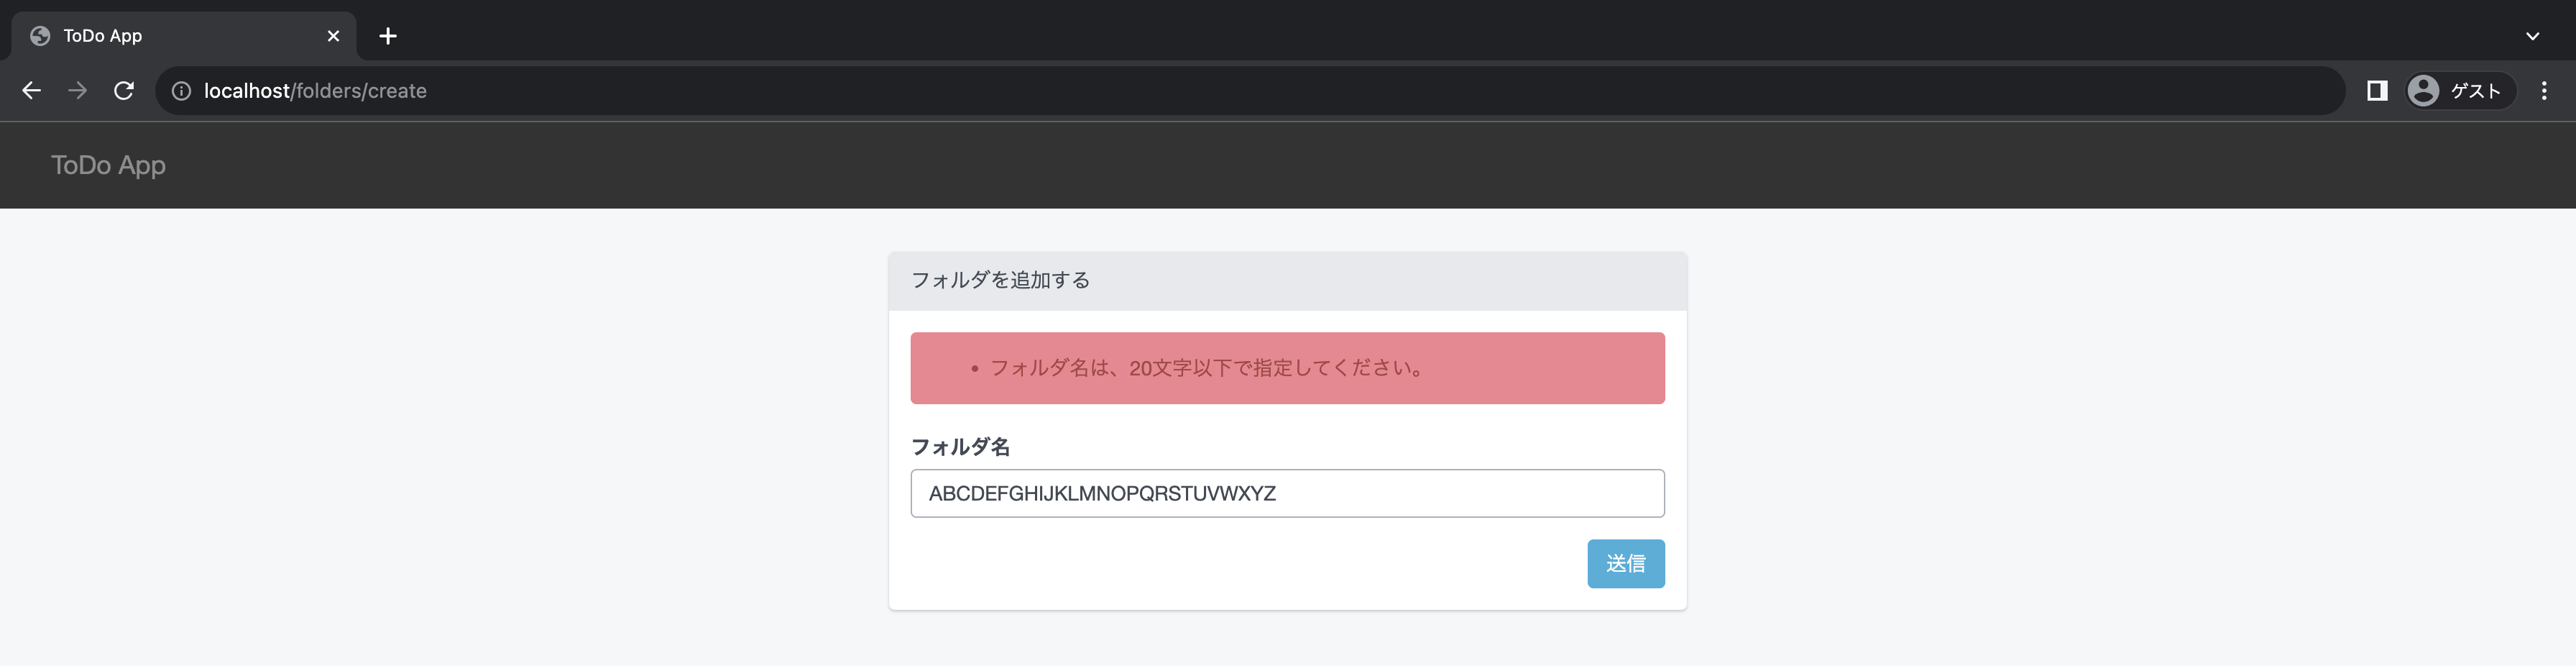 ToDo App
localhost/folders/create
ゲスト
ToDo App
フォルダを追加する
• フォルダ名は、20文字以下で指定してください。
フォルダ名
ABCDEFGHIJKLMNOPQRSTUVWXYZ
送信